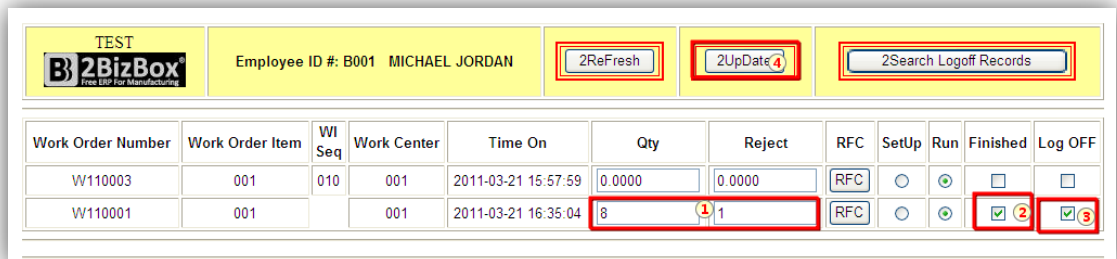 TEST
B 2BizBox®
Free ERP For Manufacturing
Employee ID #: B001 MICHAEL JORDAN
2ReFresh
2UpDate 4
2Search Logoff Records
Work Order Number Work Order Item WI Seq Work Center Time On Qty Reject RFC SetUp Run Finished Log OFF
W110003 001 010 001 2011-03-21 15:57:59 0.0000 0.0000 RFC
W110001 001 001 2011-03-21 16:35:04 8 1 1 RFC 2 3